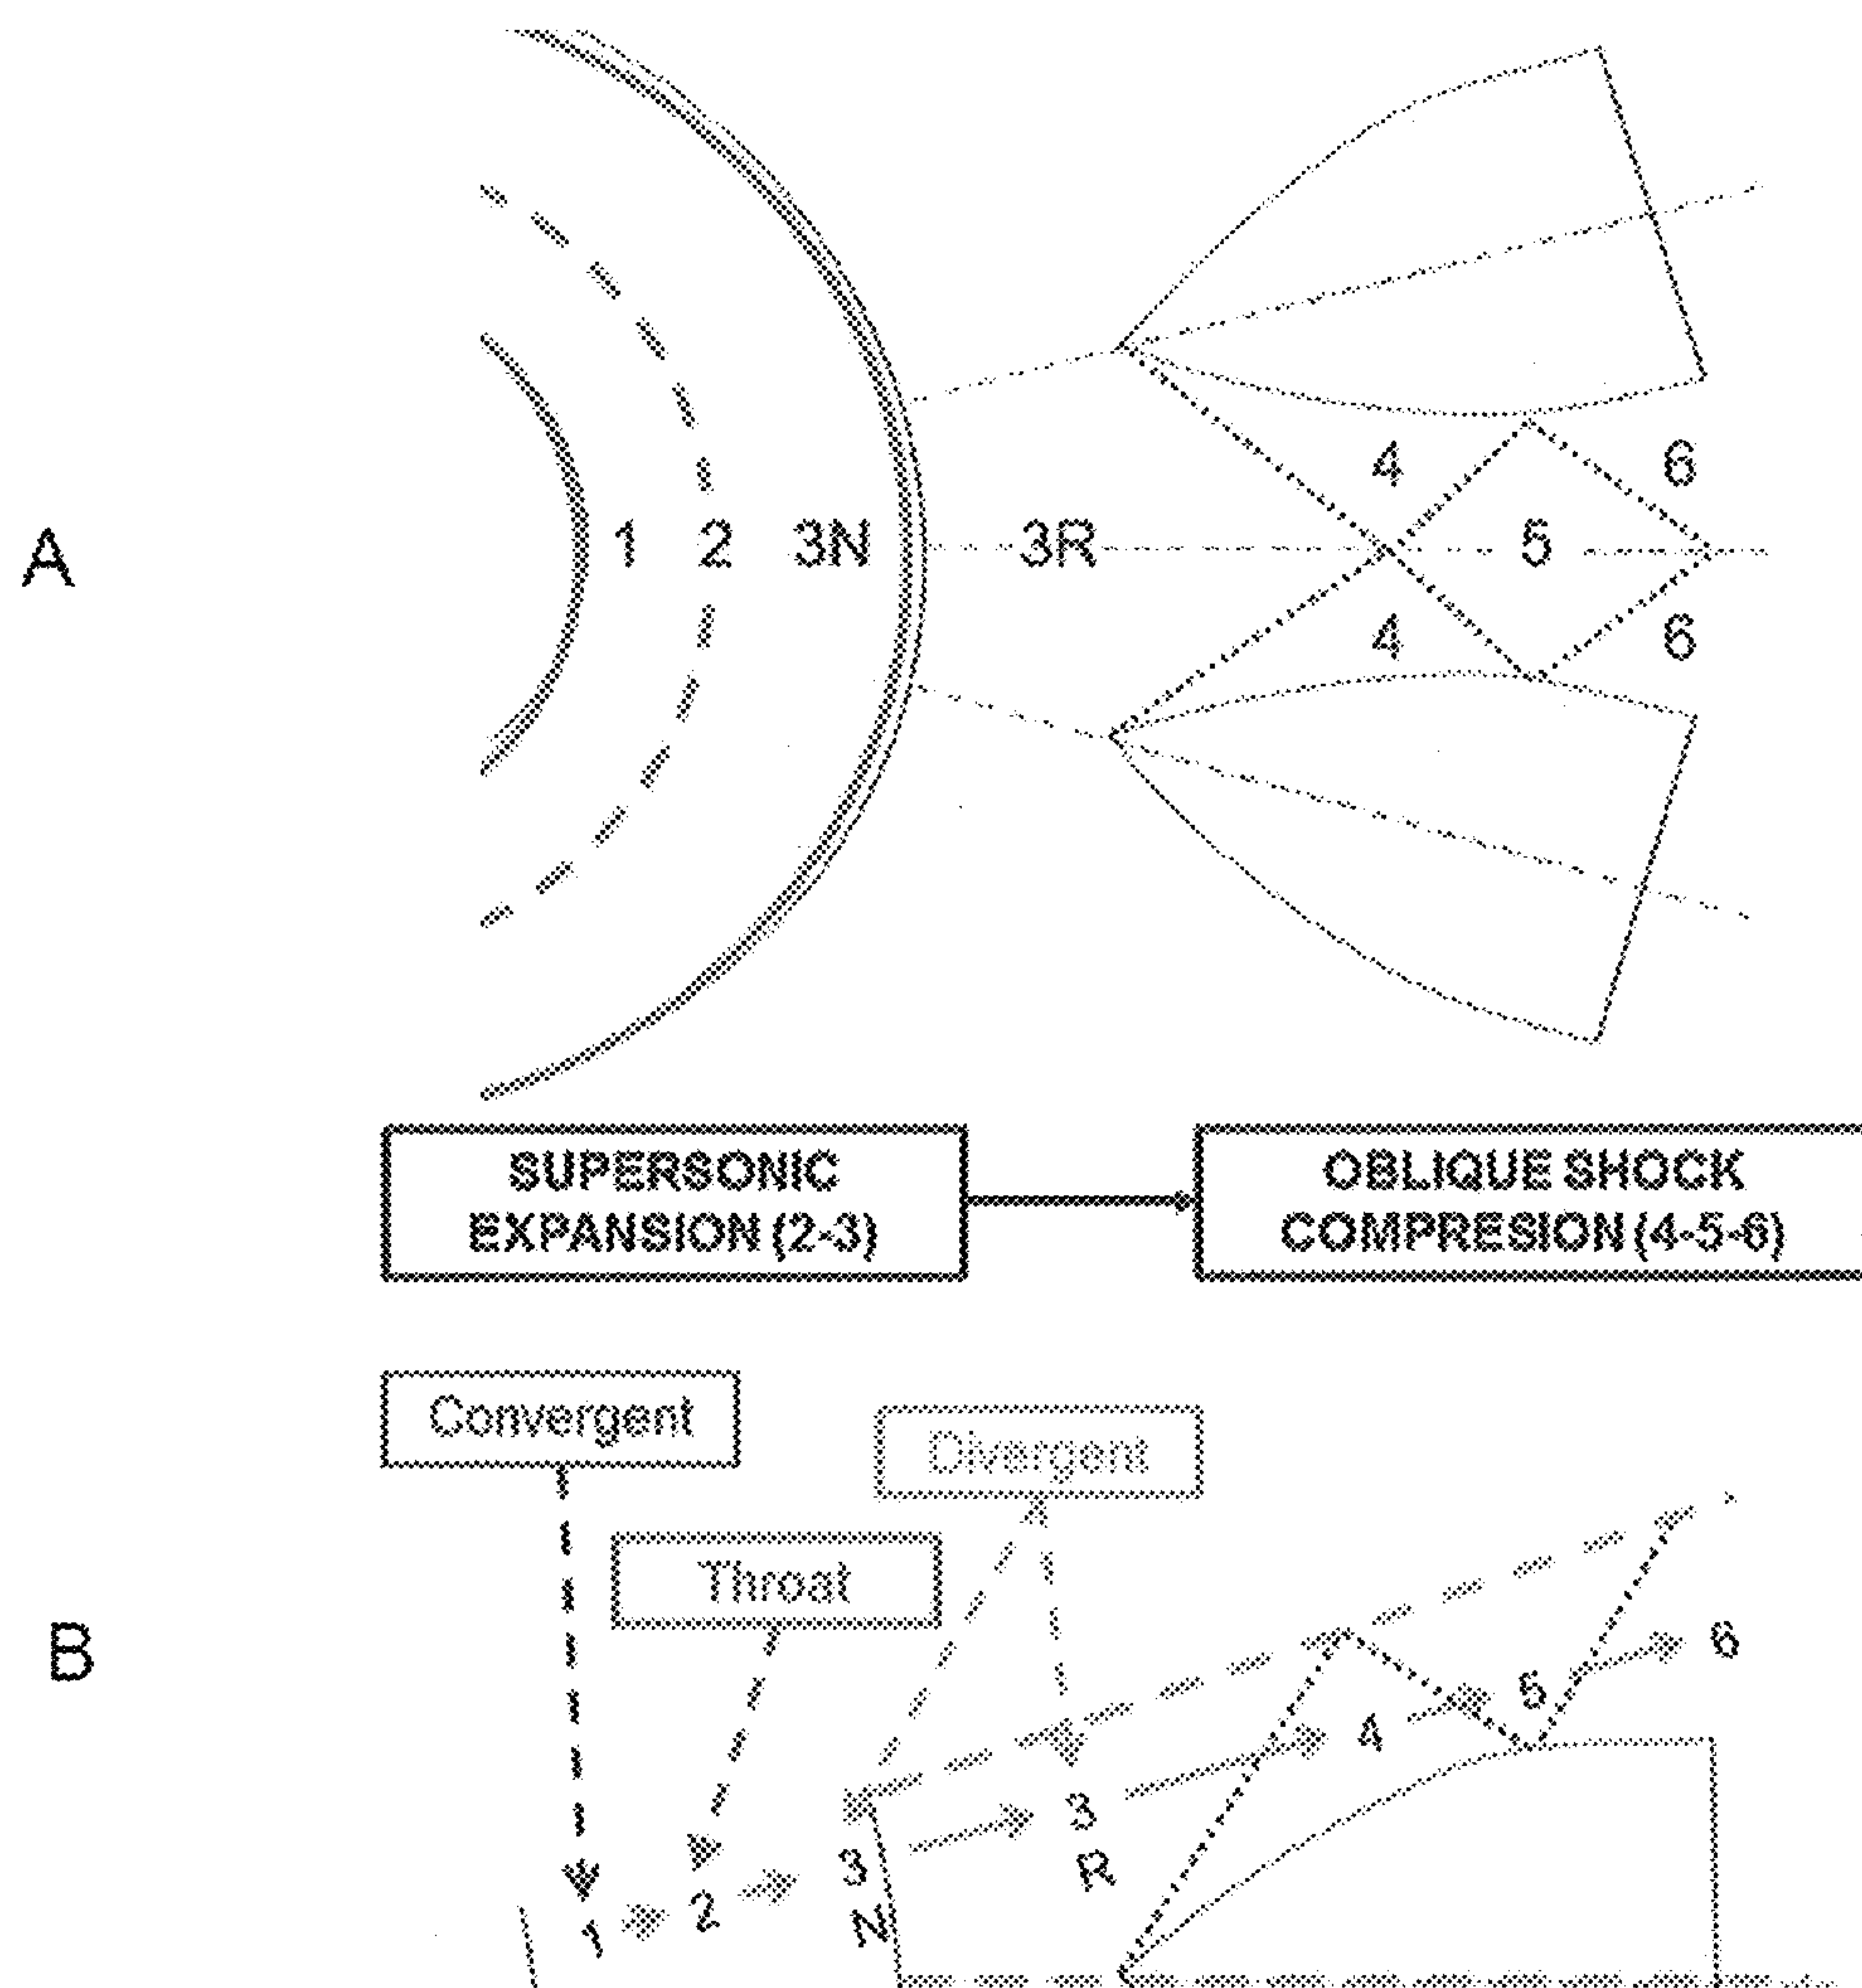 A
1 2 3N 3R 4 4 5 6 6
SUPERSONIC
EXPANSION (2-3)
OBLIQUE SHOCK
COMPRESION (4-5-6)
Convergent
Divergent
Throat
B
1 2 3 N 3 R 4 5 6